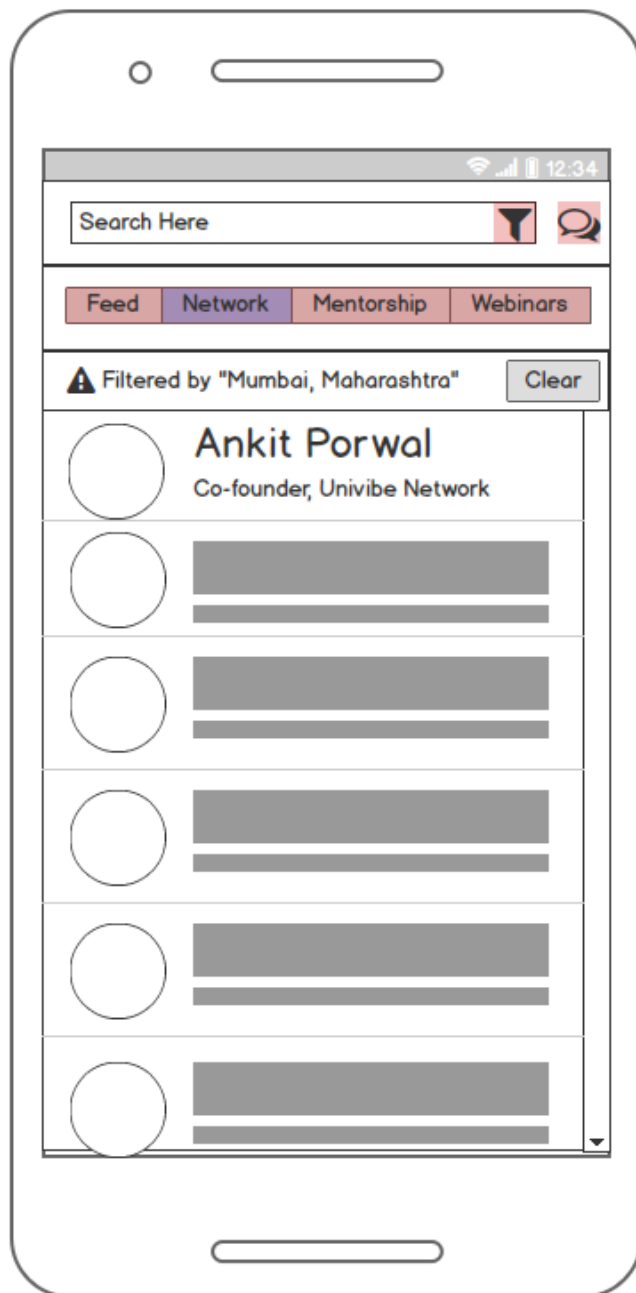 12:34
Search Here
Feed Network Mentorship Webinars
Filtered by "Mumbai, Maharashtra" Clear
Ankit Porwal
Co-founder, Univibe Network